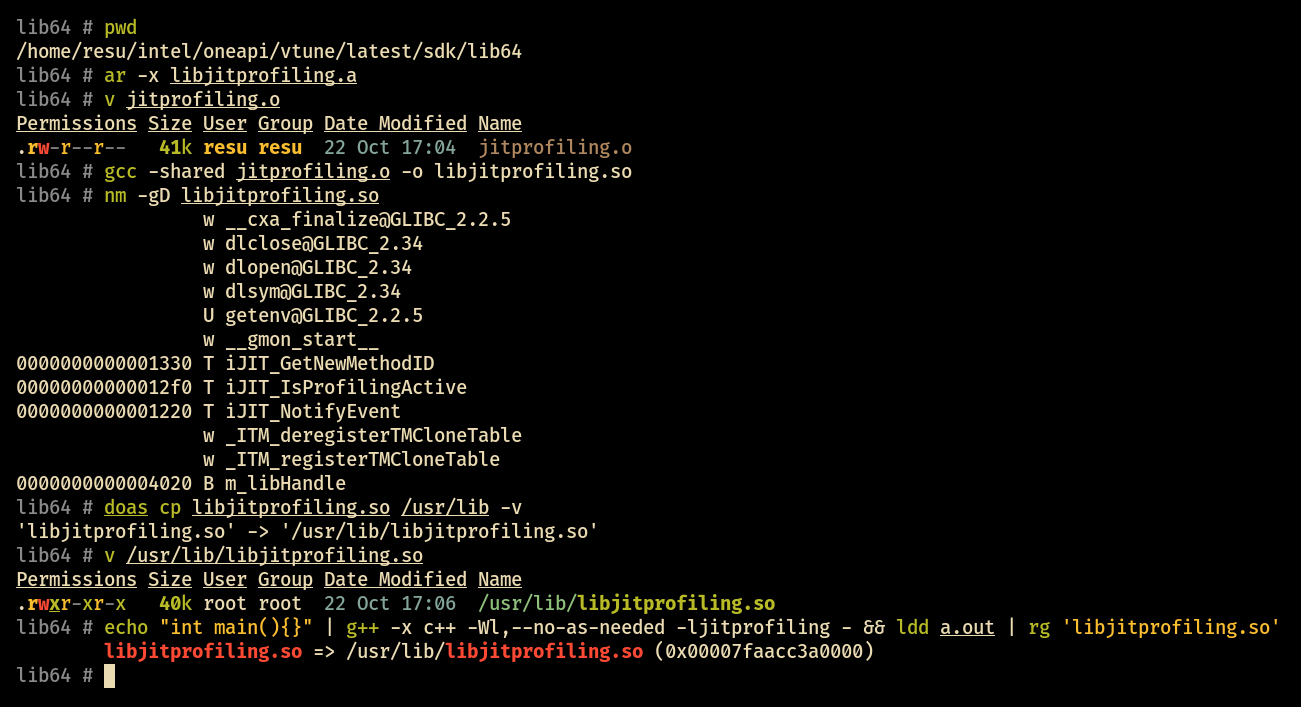 lib64 # pwd
/home/resu/intel/oneapi/vtune/latest/sdk/lib64
lib64 # ar -x libjitprofiling.a
lib64 # v jitprofiling.o
Permissions Size User Group Date Modified Name
.rw-r--r--   41k resu resu  22 Oct 17:04  jitprofiling.o
lib64 # gcc -shared jitprofiling.o -o libjitprofiling.so
lib64 # nm -gD libjitprofiling.so
                 w __cxa_finalize@GLIBC_2.2.5
                 w dlclose@GLIBC_2.34
                 w dlopen@GLIBC_2.34
                 w dlsym@GLIBC_2.34
                 U getenv@GLIBC_2.2.5
                 w __gmon_start__
0000000000001330 T iJIT_GetNewMethodID
00000000000012f0 T iJIT_IsProfilingActive
0000000000001220 T iJIT_NotifyEvent
                 w _ITM_deregisterTMCloneTable
                 w _ITM_registerTMCloneTable
0000000000004020 B m_libHandle
lib64 # doas cp libjitprofiling.so /usr/lib -v
'libjitprofiling.so' -> '/usr/lib/libjitprofiling.so'
lib64 # v /usr/lib/libjitprofiling.so
Permissions Size User Group Date Modified Name
.rwxr-xr-x   40k root root  22 Oct 17:06  /usr/lib/libjitprofiling.so
lib64 # echo "int main(){}" | g++ -x c++ -Wl,--no-as-needed -ljitprofiling - && ldd a.out | rg 'libjitprofiling.so'
        libjitprofiling.so => /usr/lib/libjitprofiling.so (0x00007faacc3a0000)
lib64 #